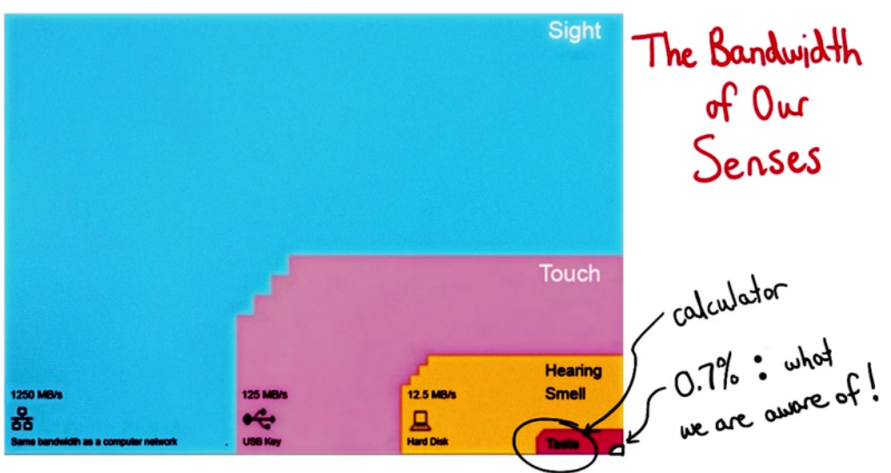 Sight
The Bandwidth
of Our
Senses
Touch
calculator
Hearing
Smell
0.7% : what
we are aware of!
1250 MB/s
Same bandwidth as a computer network
125 MB/s
USB Key
12.5 MB/s
Hard Disk
Taste